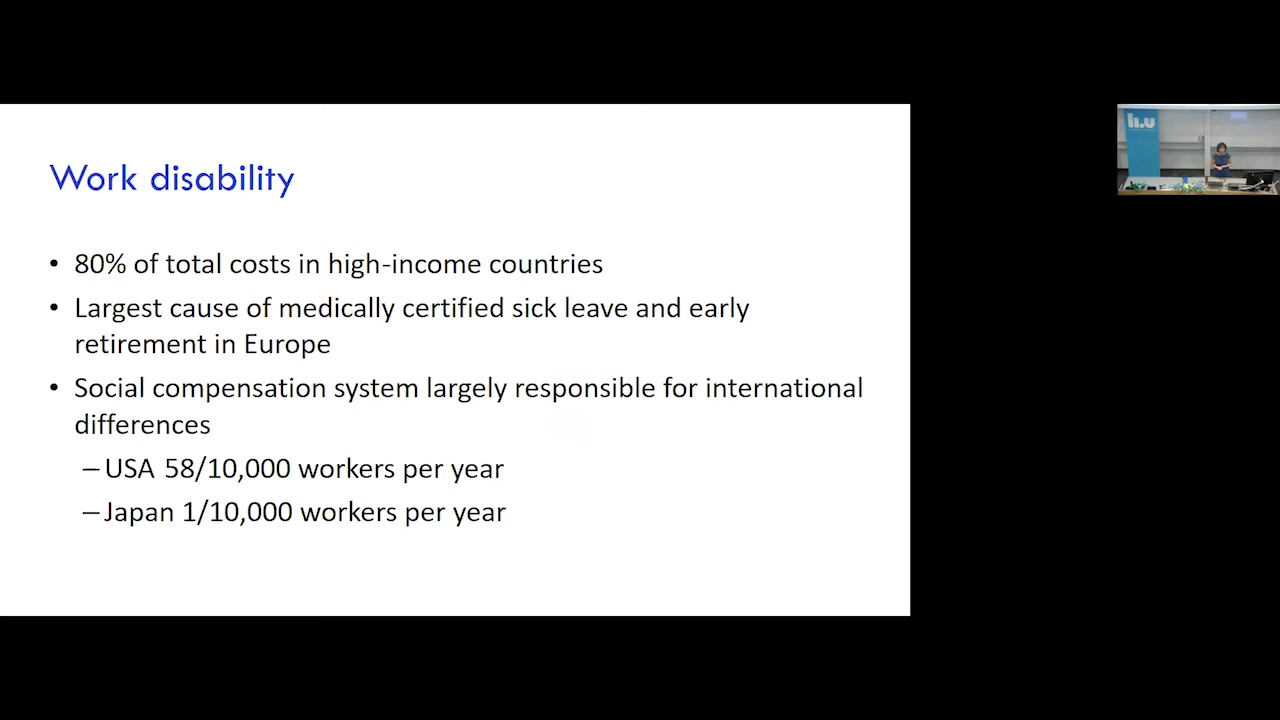 Work disability
• 80% of total costs in high-income countries
• Largest cause of medically certified sick leave and early
retirement in Europe
• Social compensation system largely responsible for international
differences
– USA 58/10,000 workers per year
– Japan 1/10,000 workers per year